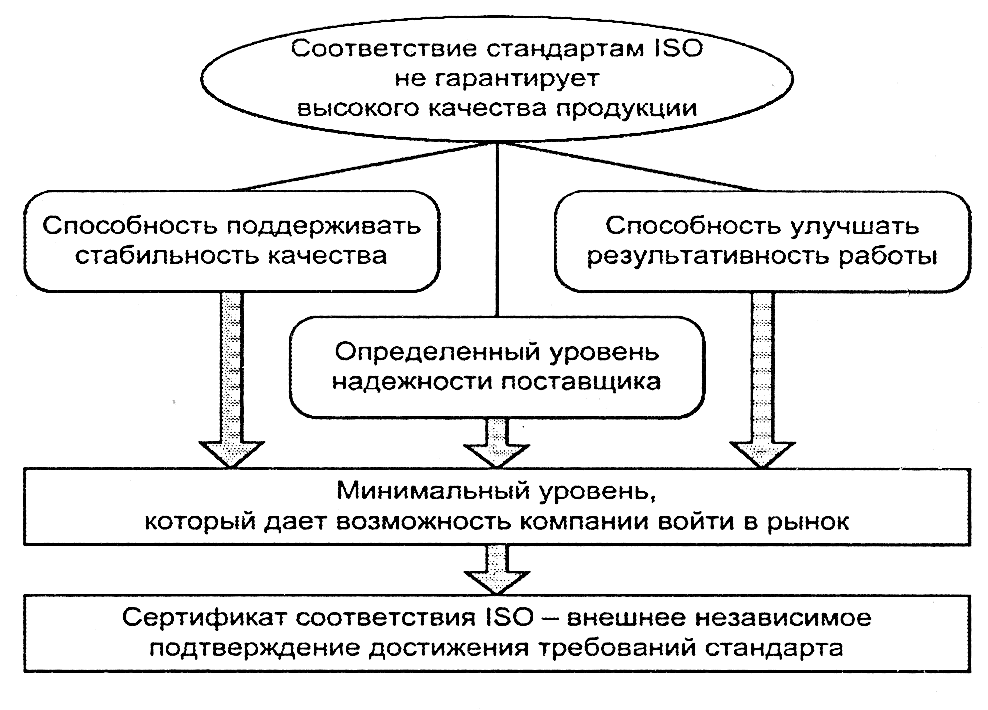 Соответствие стандартам ISO
не гарантирует
высокого качества продукции
Способность поддерживать
стабильность качества
Способность улучшать
результативность работы
Определенный уровень
надежности поставщика
Минимальный уровень,
который дает возможность компании войти в рынок
Сертификат соответствия ISO – внешнее независимое
подтверждение достижения требований стандарта